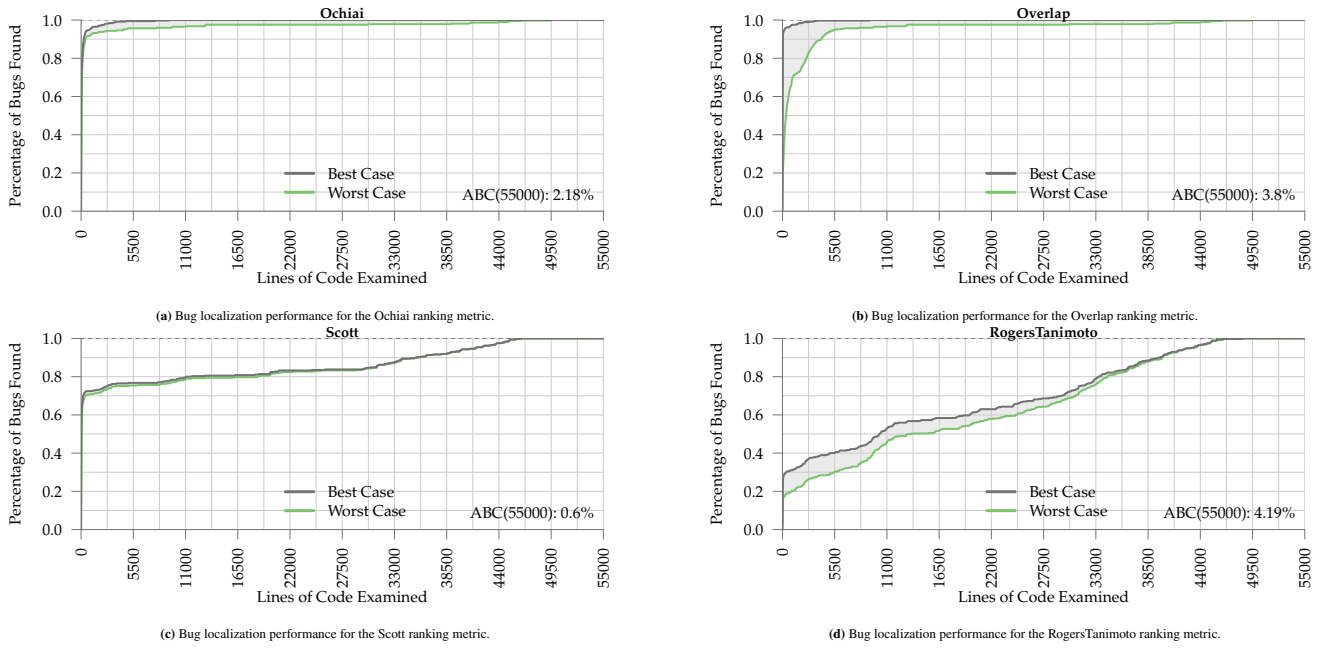 Ochiai
Percentage of Bugs Found
1.0
0.8
0.6
0.4
0.2
0.0
Best Case
Worst Case
ABC(55000): 2.18%
0 5500 11000 16500 22000 27500 33000 38500 44000 49500 55000
Lines of Code Examined
(a) Bug localization performance for the Ochiai ranking metric.
Overlap
Percentage of Bugs Found
1.0
0.8
0.6
0.4
0.2
0.0
Best Case
Worst Case
ABC(55000): 3.8%
0 5500 11000 16500 22000 27500 33000 38500 44000 49500 55000
Lines of Code Examined
(b) Bug localization performance for the Overlap ranking metric.
Scott
Percentage of Bugs Found
1.0
0.8
0.6
0.4
0.2
0.0
Best Case
Worst Case
ABC(55000): 0.6%
0 5500 11000 16500 22000 27500 33000 38500 44000 49500 55000
Lines of Code Examined
(c) Bug localization performance for the Scott ranking metric.
RogersTanimoto
Percentage of Bugs Found
1.0
0.8
0.6
0.4
0.2
0.0
Best Case
Worst Case
ABC(55000): 4.19%
0 5500 11000 16500 22000 27500 33000 38500 44000 49500 55000
Lines of Code Examined
(d) Bug localization performance for the RogersTanimoto ranking metric.